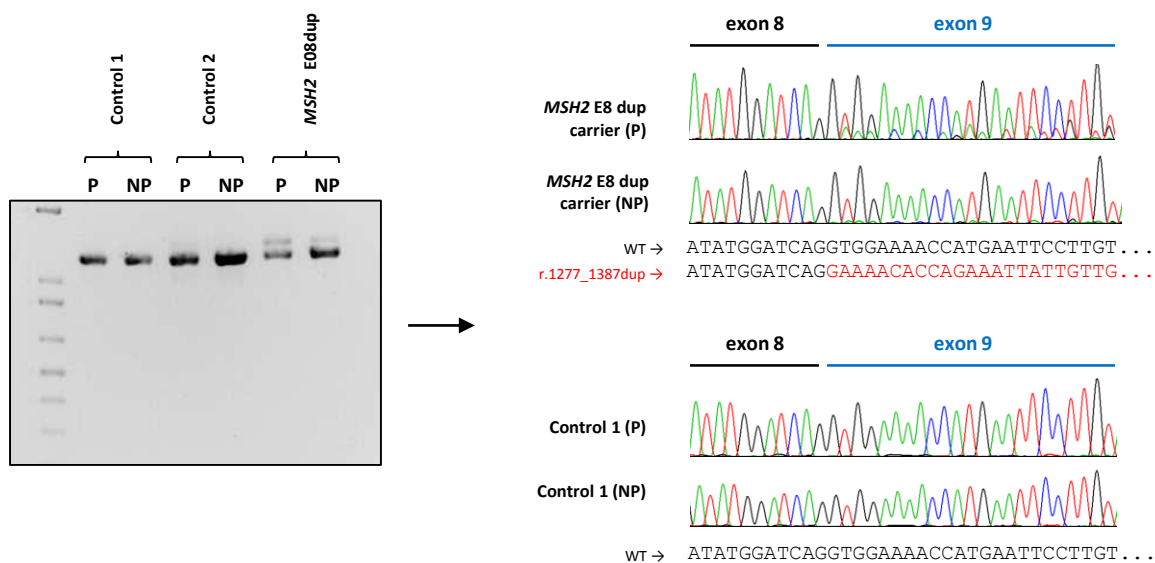 Control 1
Control 2
MSH2 E08dup
P NP P NP P NP
exon 8 exon 9
MSH2 E8 dup
carrier (P)
MSH2 E8 dup
carrier (NP)
WT → ATATGGATCAGGTGGAAAACCATGAATTCCTTGT...
r.1277_1387dup → ATATGGATCAGGAAAACACCAGAAATTATTGTTG...
exon 8 exon 9
Control 1 (P)
Control 1 (NP)
WT → ATATGGATCAGGTGGAAAACCATGAATTCCTTGT...